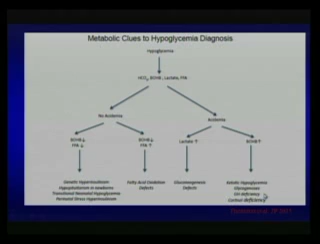 Metabolic Clues to Hypoglycemia Diagnosis
Hypoglycemia
HCO₃, BOHB, Lactate, FFA
No Acidemia
Acidemia
BOHB↓
FFA ↓
BOHB↓
FFA ↑
Lactate ↑
BOHB ↑
Genetic Hyperinsulinism
Hypopituitarism in newborns
Transitional Neonatal Hypoglycemia
Perinatal Stress Hyperinsulinism
Fatty Acid Oxidation
Defects
Gluconeogenesis
Defects
Ketotic Hypoglycemia
Glycogenoses
GH deficiency
Cortisol deficiency